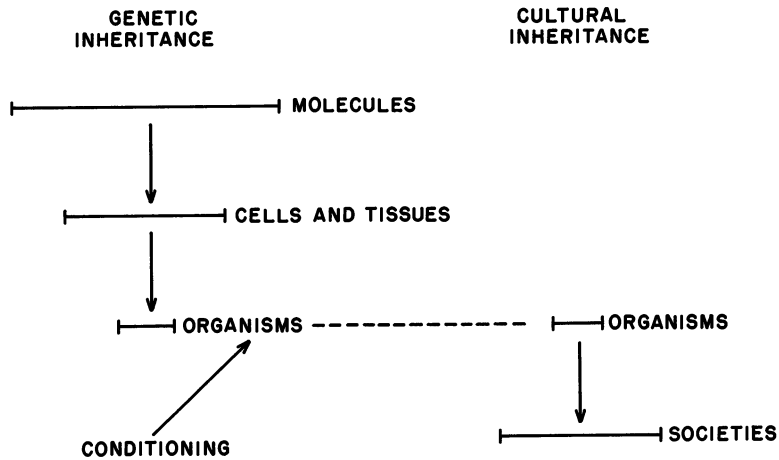 GENETIC
INHERITANCE
CULTURAL
INHERITANCE
MOLECULES
CELLS AND TISSUES
ORGANISMS
ORGANISMS
CONDITIONING
SOCIETIES